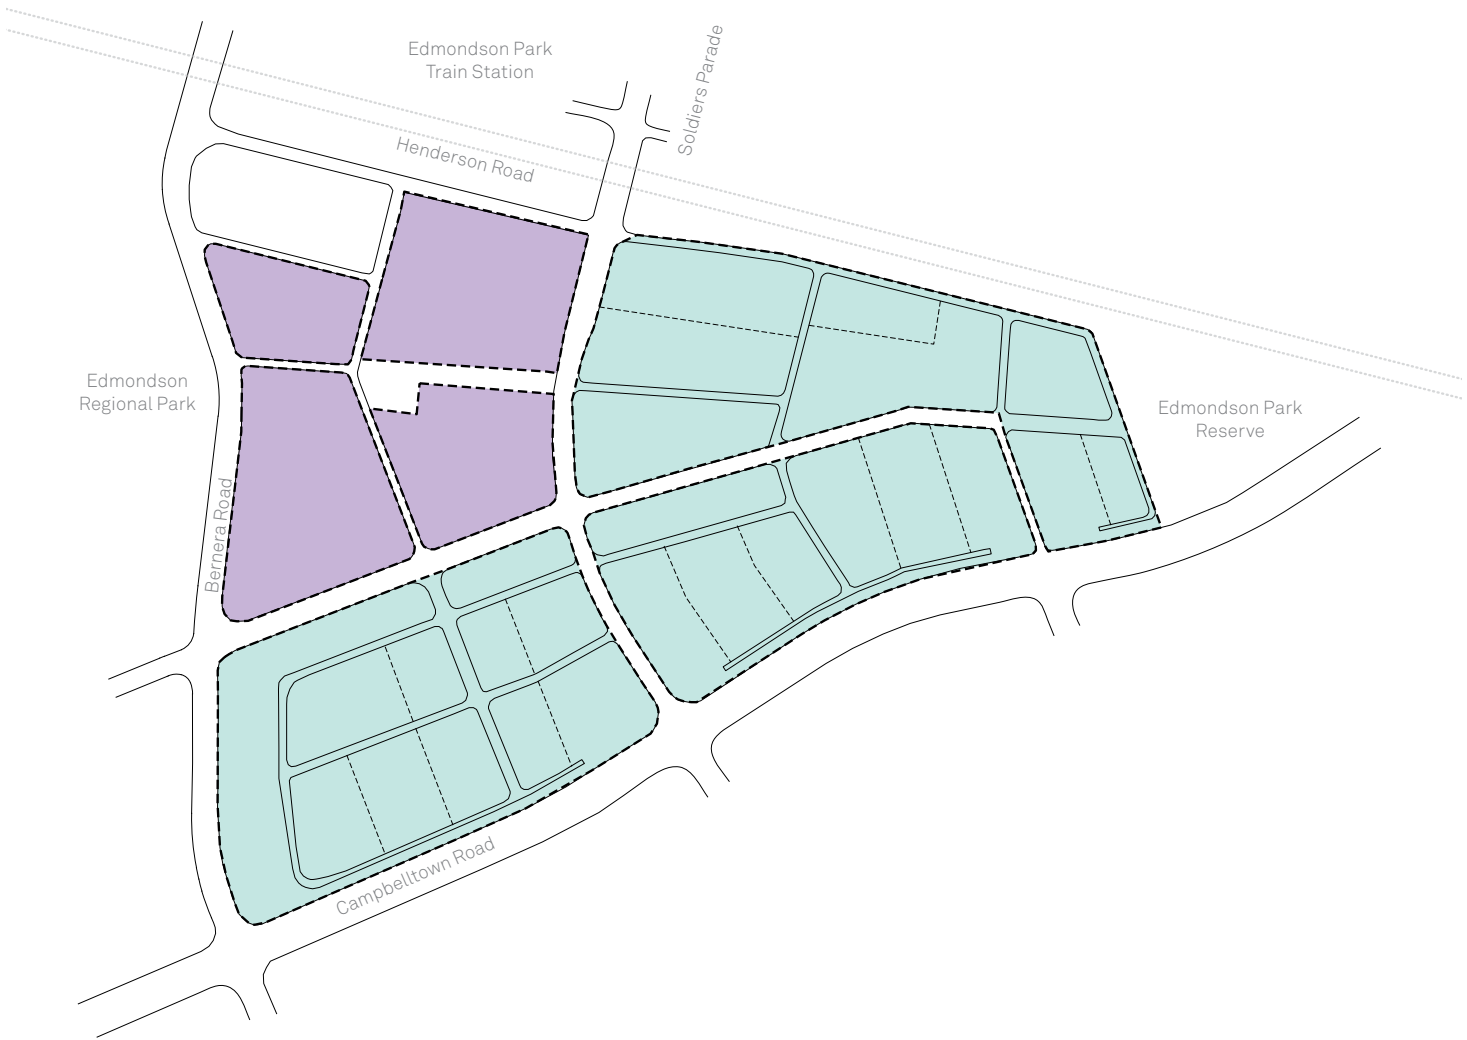 Edmondson Park
Train Station
Soldiers Parade
Henderson Road
Edmondson
Regional Park
Edmondson Park
Reserve
Bernera Road
Campbelltown Road